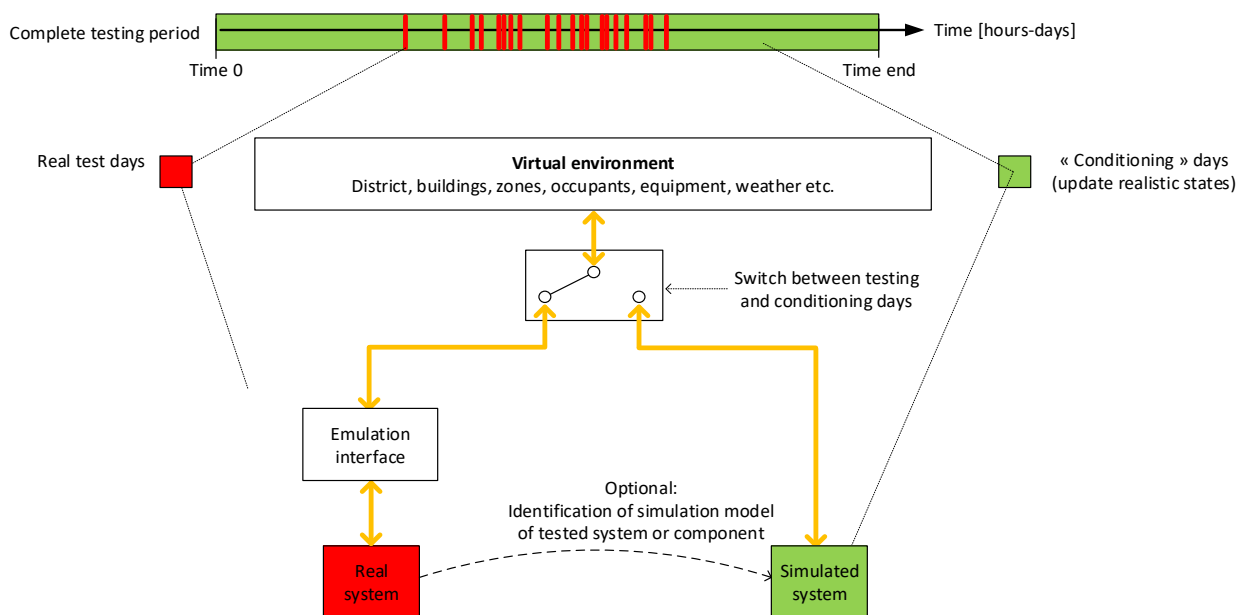 Complete testing period
Time [hours-days]
Time 0
Time end
Real test days
Virtual environment
District, buildings, zones, occupants, equipment, weather etc.
« Conditioning » days
(update realistic states)
Switch between testing
and conditioning days
Emulation
interface
Optional:
Identification of simulation model
of tested system or component
Real
system
Simulated
system